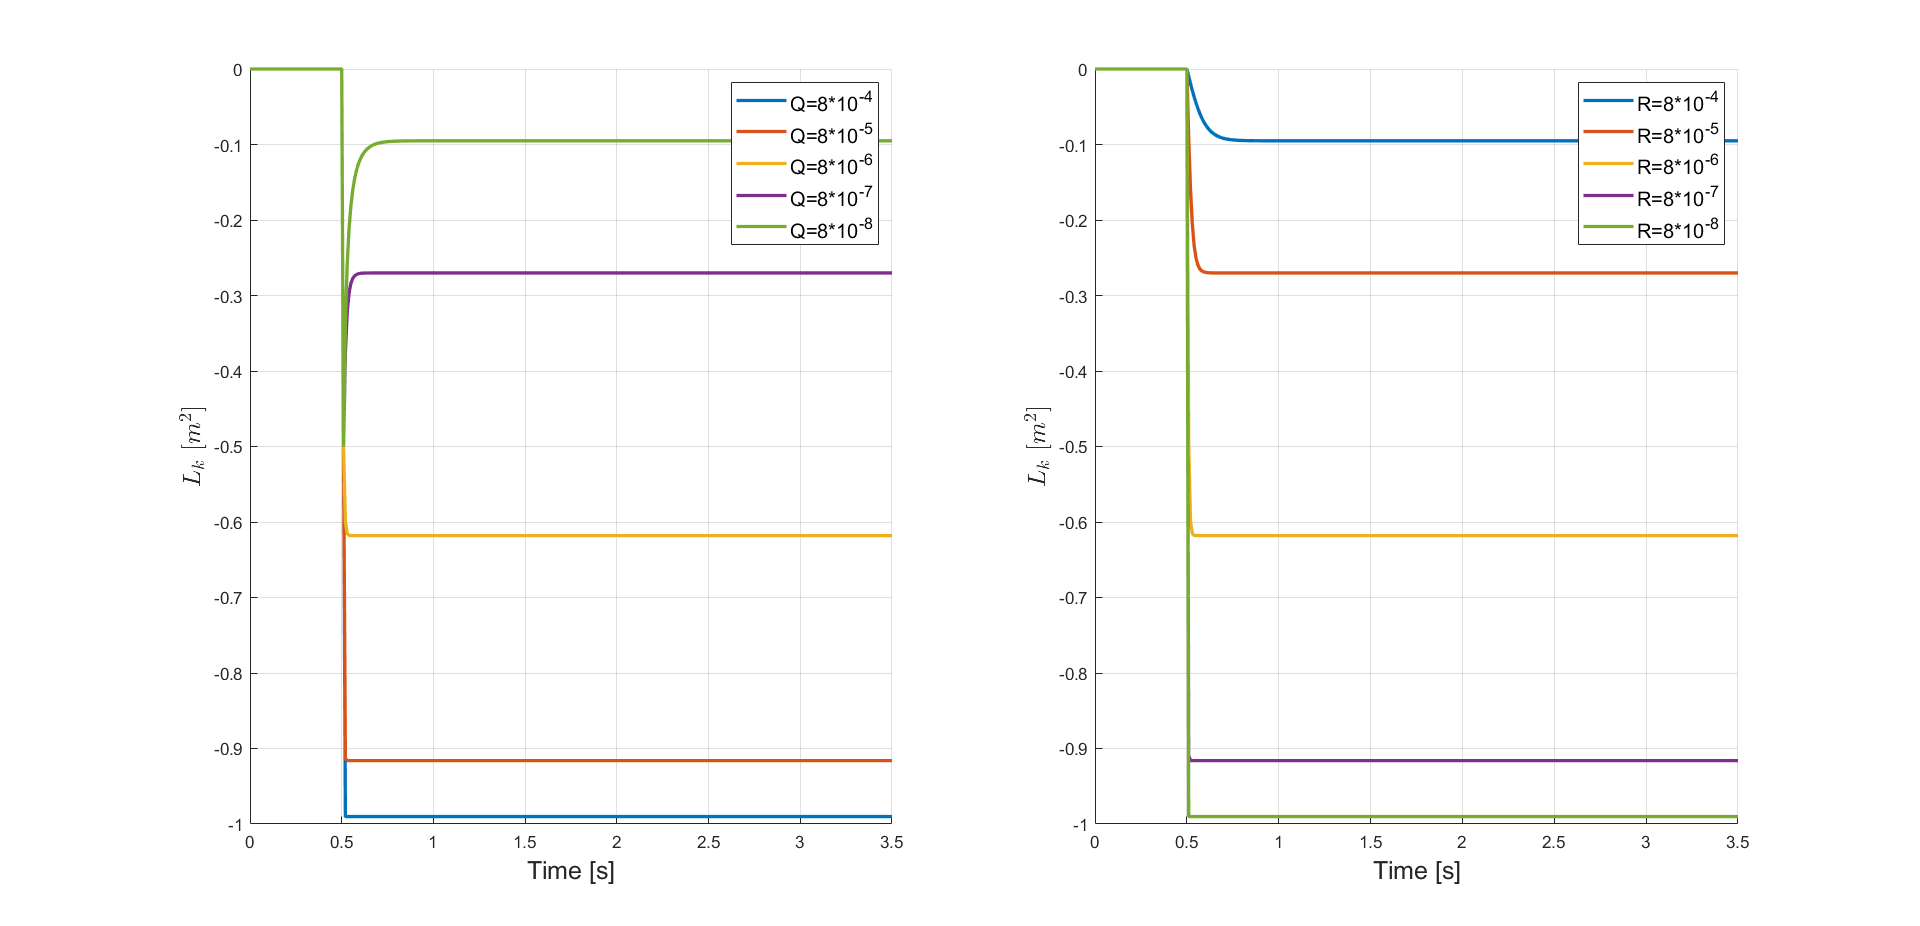 0
-0.1
-0.2
-0.3
-0.4
-0.5
-0.6
-0.7
-0.8
-0.9
-1
0 0.5 1 1.5 2 2.5 3 3.5
Time [s]
L_k [m^2]
Q=8*10^-4
Q=8*10^-5
Q=8*10^-6
Q=8*10^-7
Q=8*10^-8
0
-0.1
-0.2
-0.3
-0.4
-0.5
-0.6
-0.7
-0.8
-0.9
-1
0 0.5 1 1.5 2 2.5 3 3.5
Time [s]
L_k [m^2]
R=8*10^-4
R=8*10^-5
R=8*10^-6
R=8*10^-7
R=8*10^-8